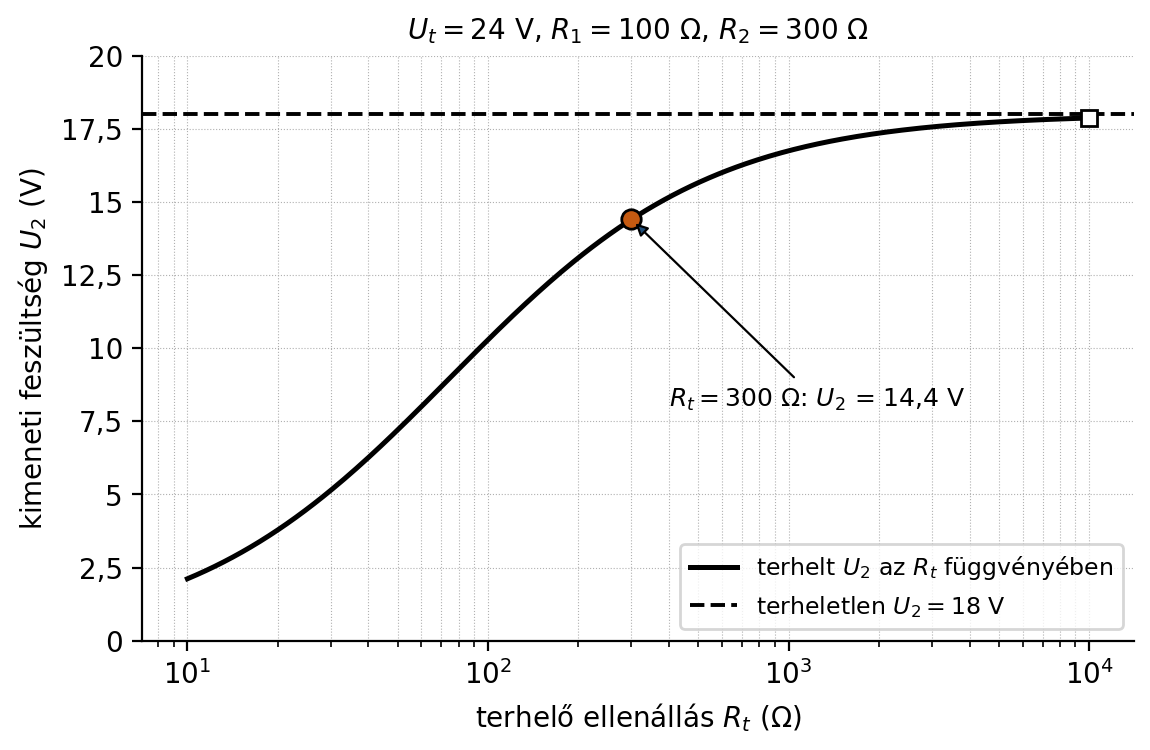 U_t = 24 V, R_1 = 100 Ω, R_2 = 300 Ω
kimeneti feszültség U_2 (V)
20
17,5
15
12,5
10
7,5
5
2,5
0
R_t = 300 Ω: U_2 = 14,4 V
terhelt U_2 az R_t függvényében
terheletlen U_2 = 18 V
10^1 10^2 10^3 10^4
terhelő ellenállás R_t (Ω)